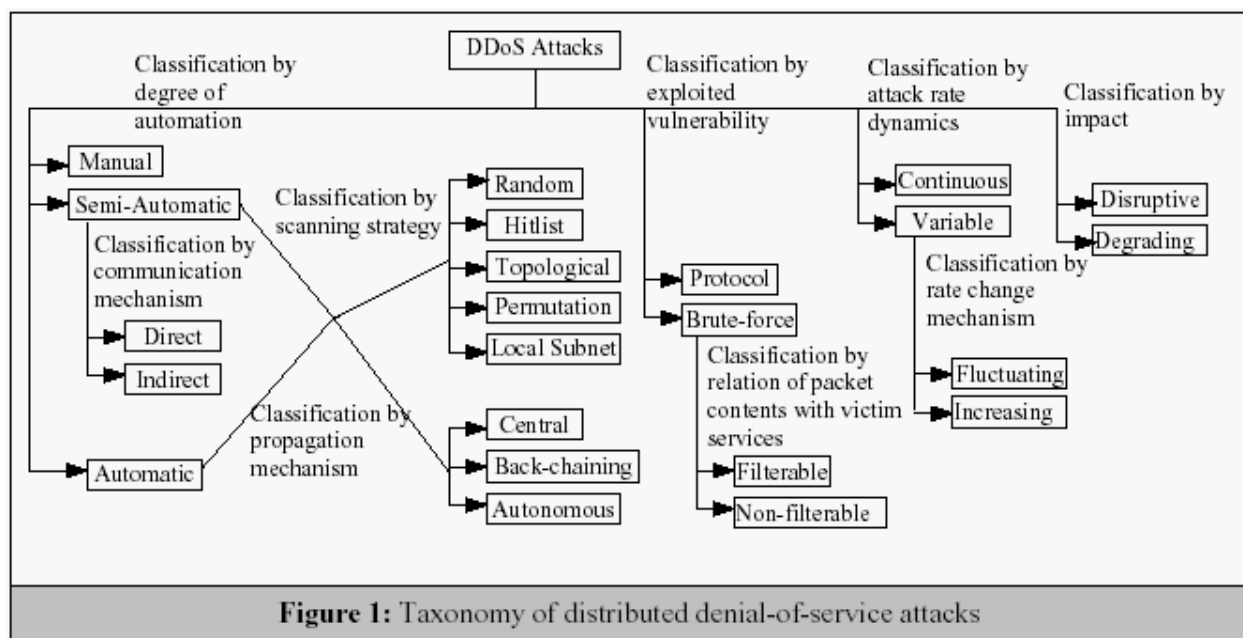 DDoS Attacks
Classification by
degree of
automation
Manual
Semi-Automatic
Classification by
communication
mechanism
Direct
Indirect
Automatic
Classification by
scanning strategy
Random
Hitlist
Topological
Permutation
Local Subnet
Classification by
propagation
mechanism
Central
Back-chaining
Autonomous
Classification by
exploited
vulnerability
Protocol
Brute-force
Classification by
relation of packet
contents with victim
services
Filterable
Non-filterable
Classification by
attack rate
dynamics
Continuous
Variable
Classification by
rate change
mechanism
Fluctuating
Increasing
Classification by
impact
Disruptive
Degrading
Figure 1: Taxonomy of distributed denial-of-service attacks